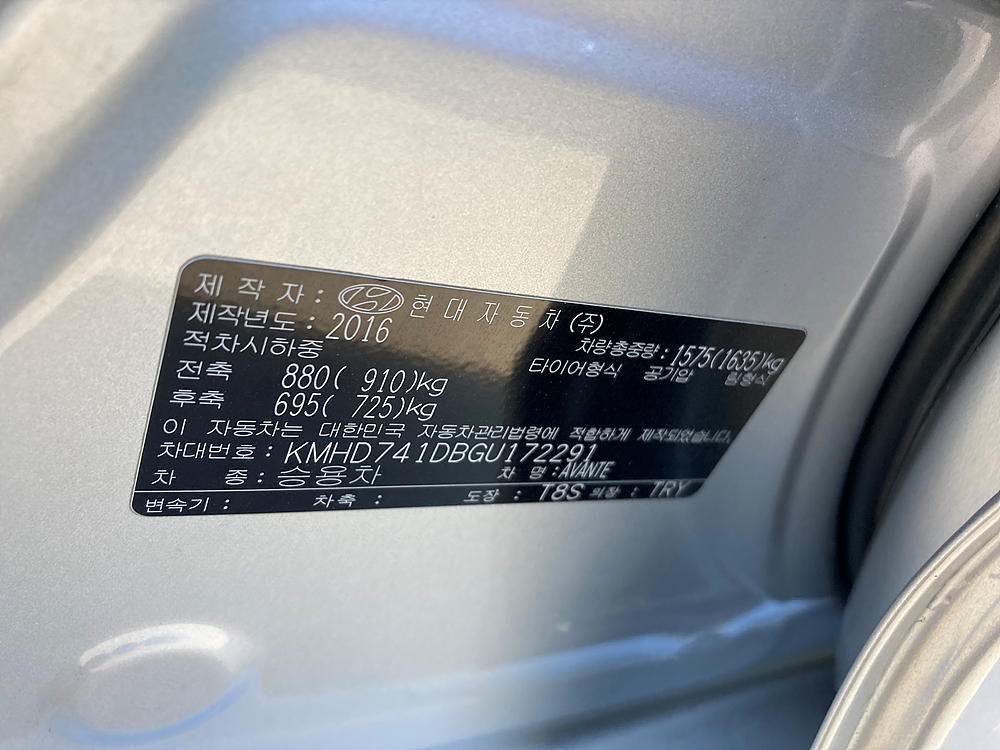 제 작 자 : 현 대 자 동 차 (주)
제작년도 : 2016
차량총중량 : 1575(1635)kg
적차시하중 타이어형식 공기압 림형식
전축 880( 910)kg
후축 695( 725)kg
이 자동차는 대한민국 자동차관리법령에 적합하게 제작되었습니다.
차대번호 : KMHD741DBGU172291
차 종 : 승용차 차 명 : AVANTE
변속기 : 차축 : 도장 : T8S 의장 : TRY